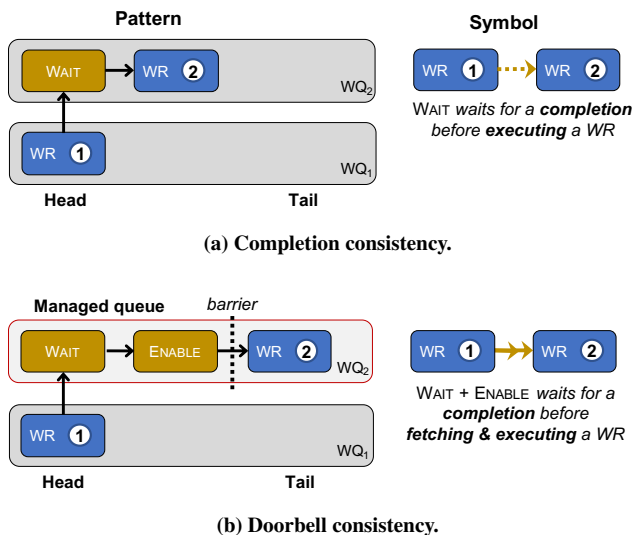 Pattern
Symbol
WAIT
WR 2
WQ2
WR 1
WQ1
Head
Tail
WR 1
WR 2
WAIT waits for a completion
before executing a WR
(a) Completion consistency.
Managed queue
barrier
WAIT
ENABLE
WR 2
WQ2
WR 1
WQ1
Head
Tail
WR 1
WR 2
WAIT + ENABLE waits for a
completion before
fetching & executing a WR
(b) Doorbell consistency.